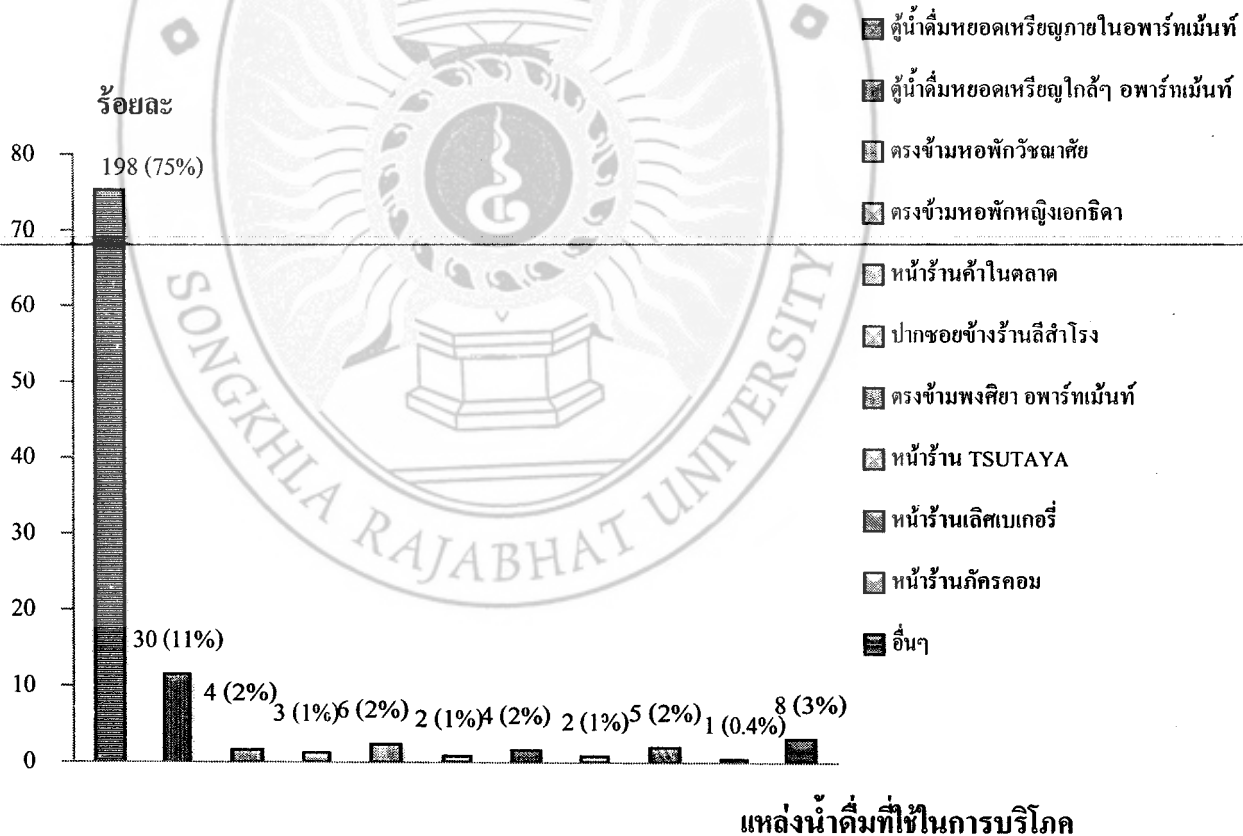 ตู้น้ำดื่มหยอดเหรียญภายในอพาร์ทเม้นท์
ตู้น้ำดื่มหยอดเหรียญใกล้ๆ อพาร์ทเม้นท์
ตรงข้ามหอพักวัชณาศัย
ตรงข้ามหอพักหญิงเอกธิดา
หน้าร้านค้าในตลาด
ปากซอยข้างร้านลีสำโรง
ตรงข้ามพงศิยา อพาร์ทเม้นท์
หน้าร้าน TSUTAYA
หน้าร้านเลิศเบเกอรี่
หน้าร้านภัครคอม
อื่นๆ
ร้อยละ
80
70
60
50
40
30
20
10
0
198 (75%)
30 (11%)
4 (2%)
3 (1%)
6 (2%)
2 (1%)
4 (2%)
2 (1%)
5 (2%)
1 (0.4%)
8 (3%)
แหล่งน้ำดื่มที่ใช้ในการบริโภค
SONGKHLA RAJABHAT UNIVERSITY